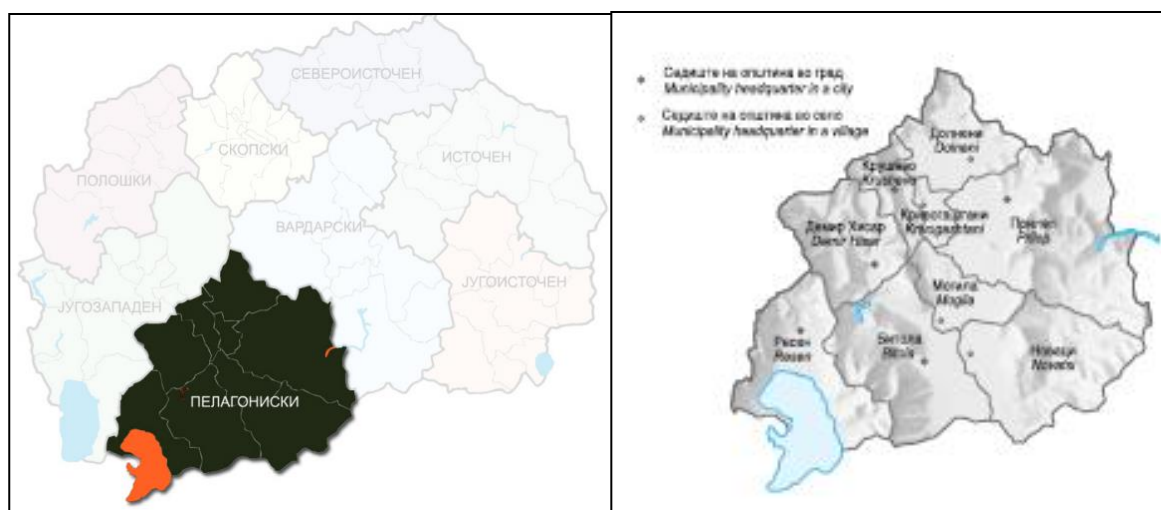 СЕВЕРОИСТОЧЕН
СКОПСКИ
ПОЛОШКИ
ИСТОЧЕН
ВАРДАРСКИ
ЈУГОЗАПАДЕН
ЈУГОИСТОЧЕН
ПЕЛАГОНИСКИ
Седиште на општина во град
Municipality headquarter in a city
Седиште на општина во село
Municipality headquarter in a village
Долнени
Dolneni
Крушево
Krushevo
Кривогаштани
Krivogashtani
Прилеп
Prilep
Демир Хисар
Demir Hisar
Могила
Mogila
Ресен
Resen
Битола
Bitola
Новаци
Novaci